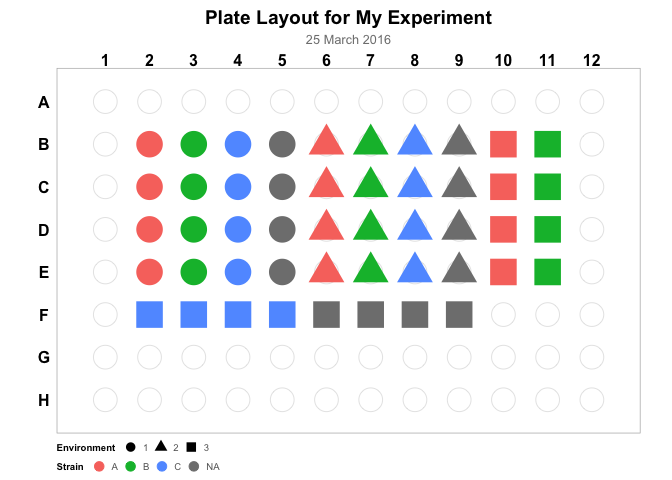 Plate Layout for My Experiment
25 March 2016
1 2 3 4 5 6 7 8 9 10 11 12
A
B
C
D
E
F
G
H
Environment 1 2 3
Strain A B C NA